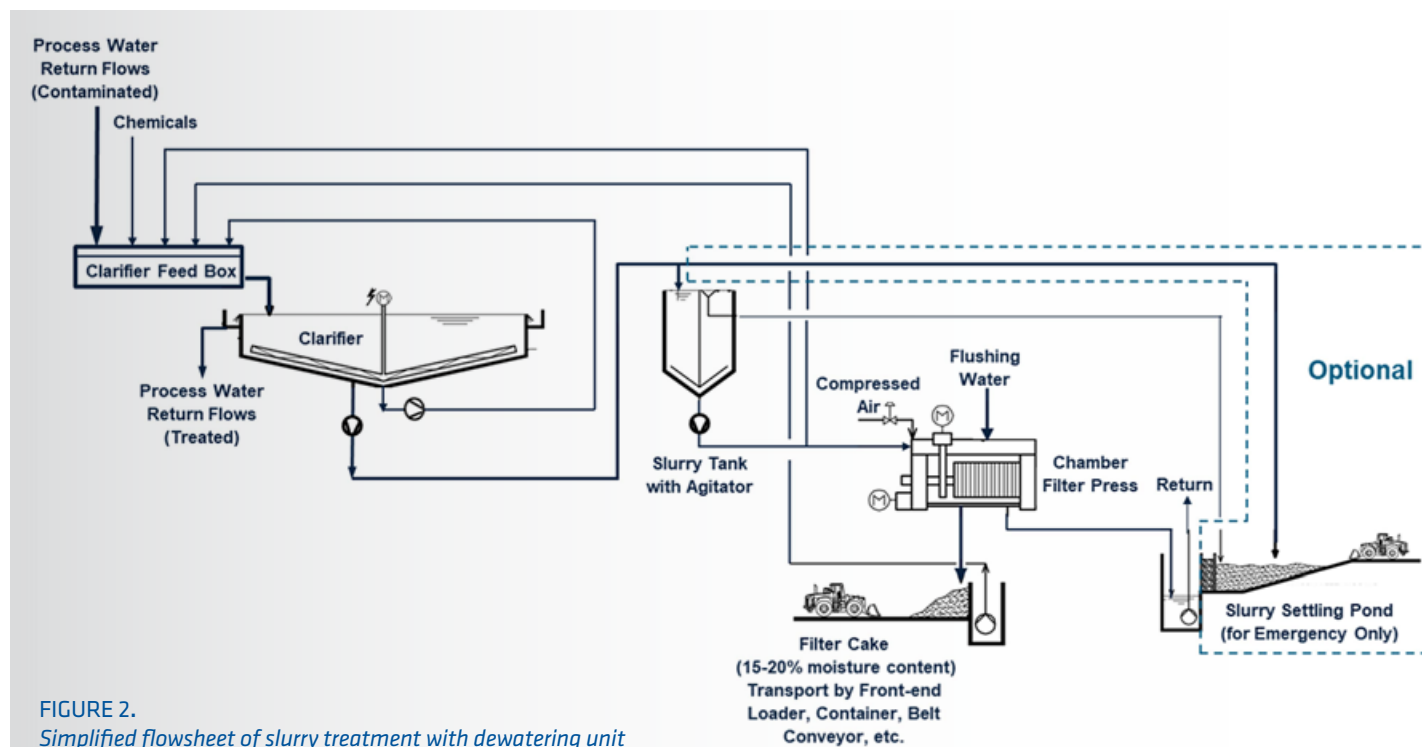 Process Water
Return Flows
(Contaminated)
Chemicals
Clarifier Feed Box
M
Clarifier
Process Water
Return Flows
(Treated)
Slurry Tank
with Agitator
Compressed
Air
Flushing
Water
M
M
Chamber
Filter Press
Return
Optional
Filter Cake
(15-20% moisture content)
Transport by Front-end
Loader, Container, Belt
Conveyor, etc.
Slurry Settling Pond
(for Emergency Only)
FIGURE 2.
Simplified flowsheet of slurry treatment with dewatering unit